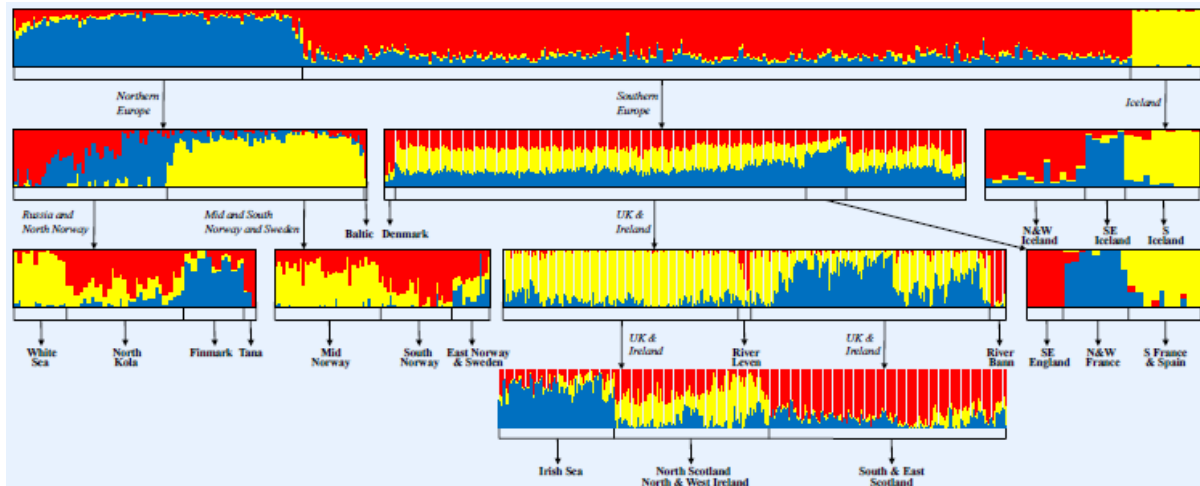 Northern
Europe
Southern
Europe
Iceland
Russia and
North Norway
Mid and South
Norway and Sweden
Baltic
Denmark
UK &
Ireland
N&W
Iceland
SE
Iceland
S
Iceland
White
Sea
North
Kola
Finmark
Tana
Mid
Norway
South
Norway
East Norway
& Sweden
UK &
Ireland
River
Leven
UK &
Ireland
River
Bann
SE
England
N&W
France
S France
& Spain
Irish Sea
North Scotland
North & West Ireland
South & East
Scotland